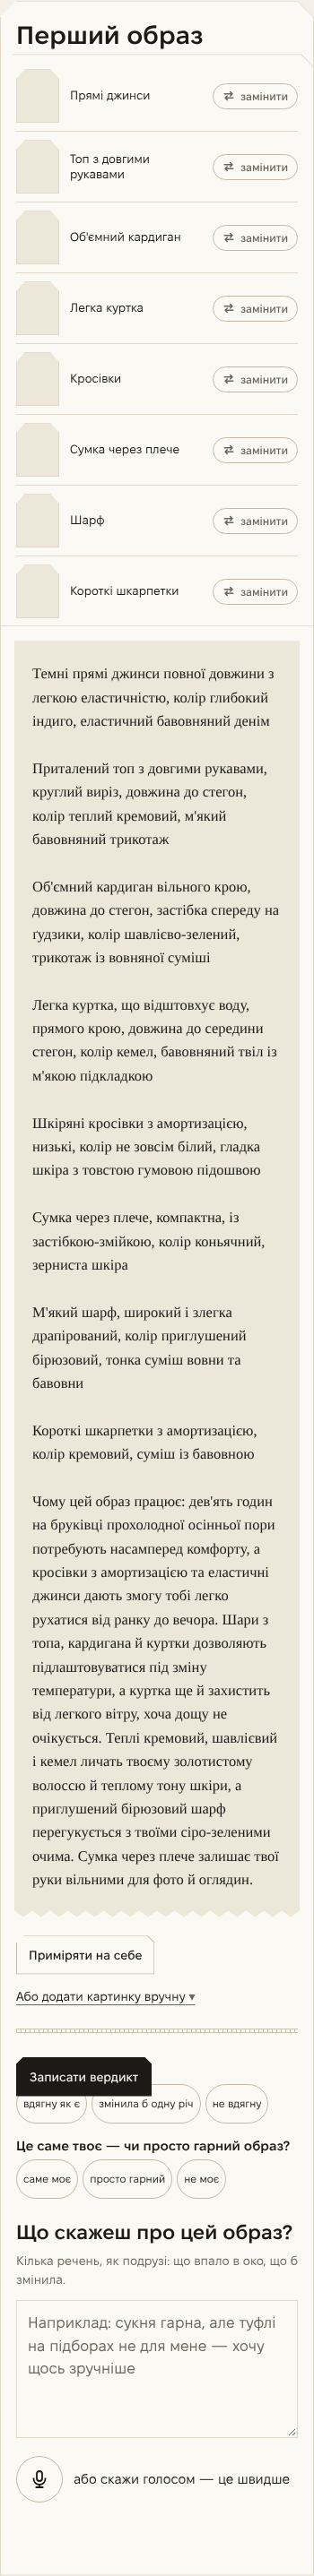 Перший образ
Прямі джинси
замінити
Топ з довгими
рукавами
замінити
Об'ємний кардиган
замінити
Легка куртка
замінити
Кросівки
замінити
Сумка через плече
замінити
Шарф
замінити
Короткі шкарпетки
замінити
Темні прямі джинси повної довжини з
легкою еластичністю, колір глибокий
індиго, еластичний бавовняний денім
Приталений топ з довгими рукавами,
круглий виріз, довжина до стегон,
колір теплий кремовий, м'який
бавовняний трикотаж
Об'ємний кардиган вільного крою,
довжина до стегон, застібка спереду на
ґудзики, колір шавлієво-зелений,
трикотаж із вовняної суміші
Легка куртка, що відштовхує воду,
прямого крою, довжина до середини
стегон, колір кемел, бавовняний твіл із
м'якою підкладкою
Шкіряні кросівки з амортизацією,
низькі, колір не зовсім білий, гладка
шкіра з товстою гумовою підошвою
Сумка через плече, компактна, із
застібкою-змійкою, колір коньячний,
зерниста шкіра
М'який шарф, широкий і злегка
драпірований, колір приглушений
бірюзовий, тонка суміш вовни та
бавовни
Короткі шкарпетки з амортизацією,
колір кремовий, суміш із бавовною
Чому цей образ працює: дев'ять годин
на бруківці прохолодної осінньої пори
потребують насамперед комфорту, а
кросівки з амортизацією та еластичні
джинси дають змогу тобі легко
рухатися від ранку до вечора. Шари з
топа, кардигана й куртки дозволяють
підлаштовуватися під зміну
температури, а куртка ще й захистить
від легкого вітру, хоча дощу не
очікується. Теплі кремовий, шавлієвий
і кемел личать твоєму золотистому
волоссю й теплому тону шкіри, а
приглушений бірюзовий шарф
перегукується з твоїми сіро-зеленими
очима. Сумка через плече залишає твої
руки вільними для фото й оглядин.
Приміряти на себе
Або додати картинку вручну ▾
Записати вердикт
вдягну як є
змінила б одну річ
не вдягну
Це саме твоє — чи просто гарний образ?
саме моє
просто гарний
не моє
Що скажеш про цей образ?
Кілька речень, як подрузі: що впало в око, що б
змінила.
Наприклад: сукня гарна, але туфлі
на підборах не для мене — хочу
щось зручніше
або скажи голосом — це швидше